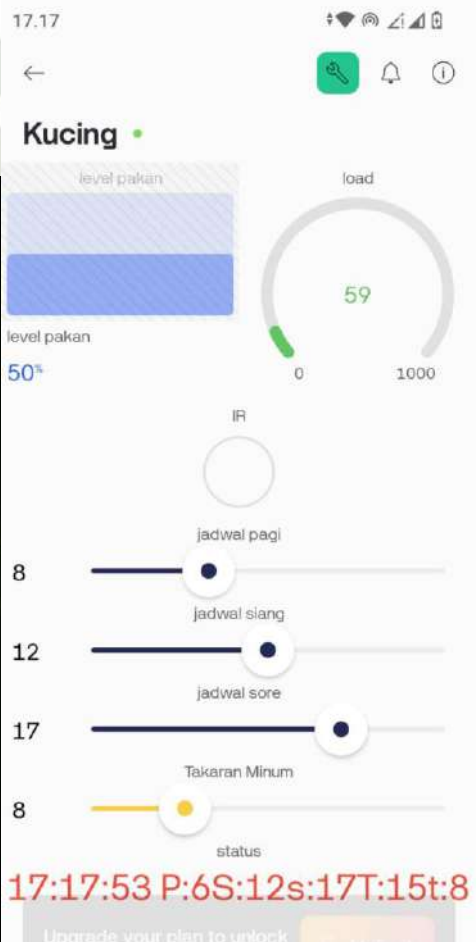 17.17
Kucing
level pakan
load
59
0
1000
level pakan
50%
IR
jadwal pagi
8
jadwal siang
12
jadwal sore
17
Takaran Minum
8
status
17:17:53 P:6S:12s:17T:15t:8
Upgrade your plan to unlock